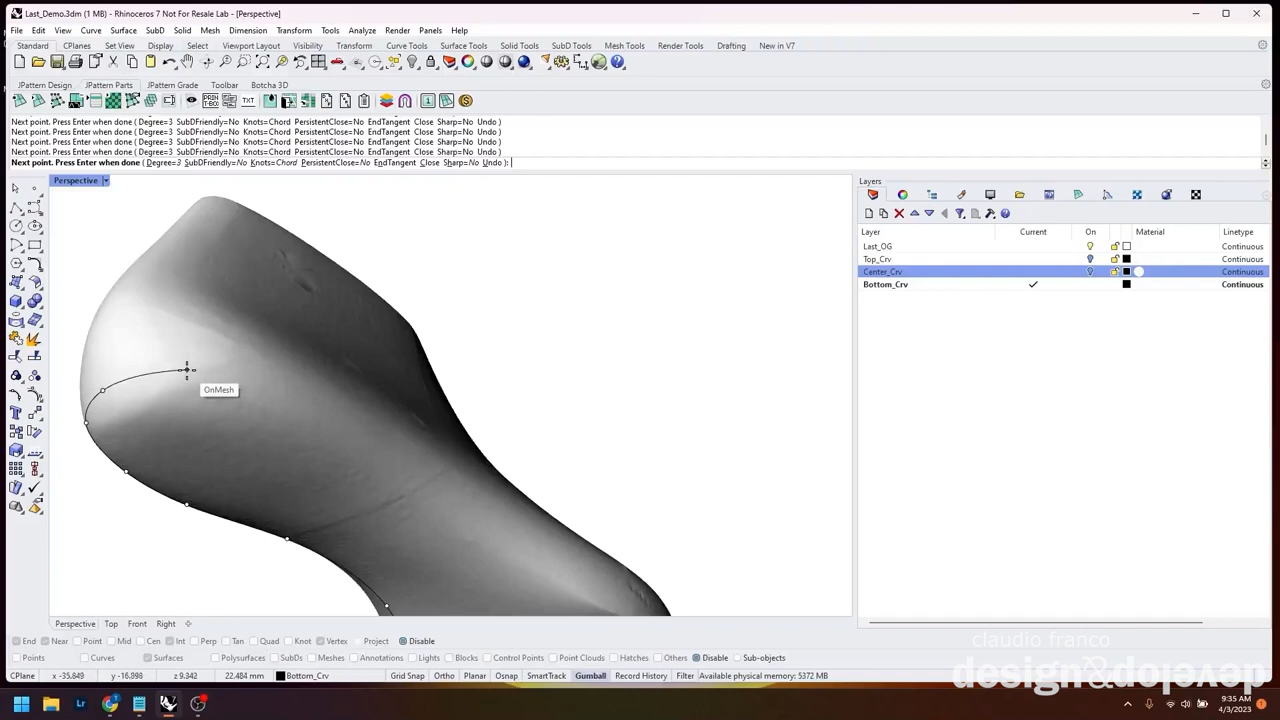 Last_Demo.3dm (1 MB) - Rhinoceros 7 Not For Resale Lab - [Perspective]
File Edit View Curve Surface SubD Solid Mesh Dimension Transform Tools Analyze Render Panels Help
Standard CPlanes Set View Display Select Viewport Layout Visibility Transform Curve Tools Surface Tools Solid Tools SubD Tools Mesh Tools Render Tools Drafting New in V7
JPattern Design JPattern Parts JPattern Grade Toolbar Botcha 3D
TXT
Next point. Press Enter when done ( Degree=3 SubDFriendly=No Knots=Chord PersistentClose=No EndTangent Close Sharp=No Undo )
Next point. Press Enter when done ( Degree=3 SubDFriendly=No Knots=Chord PersistentClose=No EndTangent Close Sharp=No Undo )
Next point. Press Enter when done ( Degree=3 SubDFriendly=No Knots=Chord PersistentClose=No EndTangent Close Sharp=No Undo )
Next point. Press Enter when done ( Degree=3 SubDFriendly=No Knots=Chord PersistentClose=No EndTangent Close Sharp=No Undo )
Next point. Press Enter when done ( Degree=3 SubDFriendly=No Knots=Chord PersistentClose=No EndTangent Close Sharp=No Undo ):
Perspective
Layers
Layer Current On Material Linetype
Last_OG Continuous
Top_Crv Continuous
Center_Crv Continuous
Bottom_Crv Continuous
OnMesh
Perspective Top Front Right
End Near Point Mid Cen Int Perp Tan Quad Knot Vertex Project Disable
Points Curves Surfaces Polysurfaces SubDs Meshes Annotations Lights Blocks Control Points Point Clouds Hatches Others Disable Sub-objects
CPlane x -35.849 y -16.998 z 9.342 22.484 mm Bottom_Crv Grid Snap Ortho Planar Osnap SmartTrack Gumball Record History Filter Available physical memory: 5372 MB
claudio franco
design&develop
9:35 AM
4/3/2023